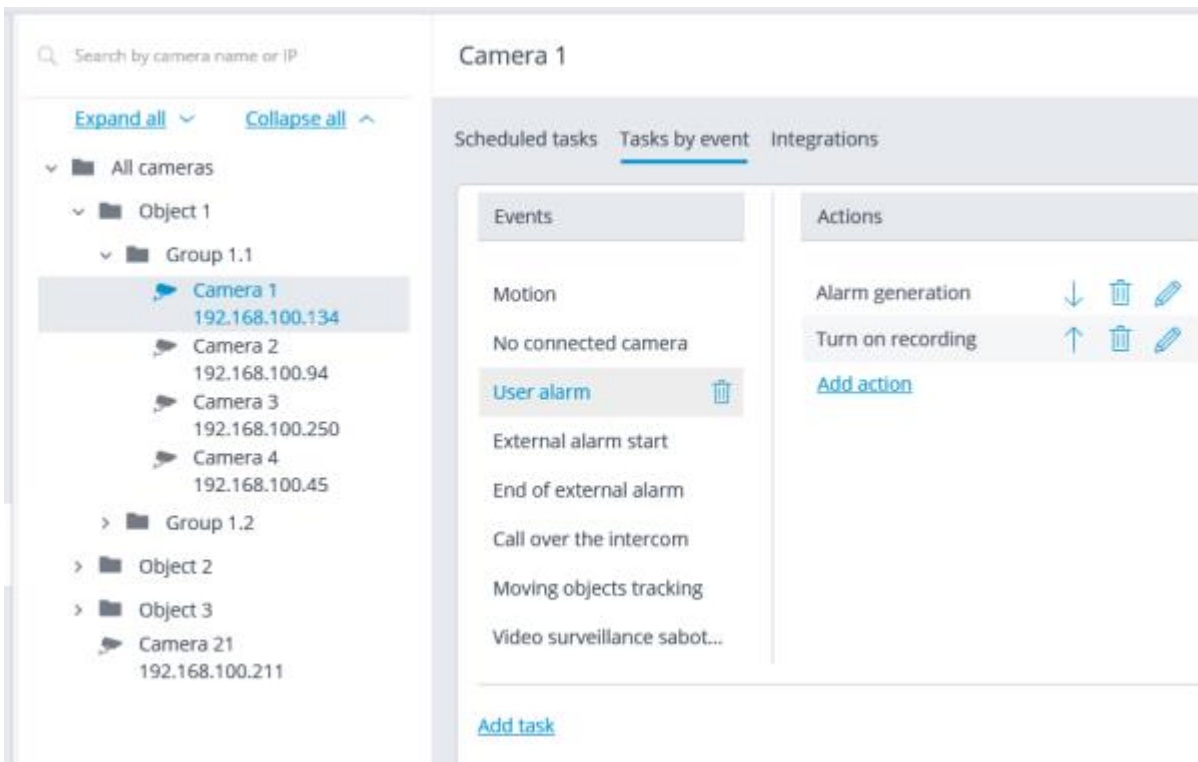 Search by camera name or IP
Expand all
Collapse all
All cameras
Object 1
Group 1.1
Camera 1
192.168.100.134
Camera 2
192.168.100.94
Camera 3
192.168.100.250
Camera 4
192.168.100.45
Group 1.2
Object 2
Object 3
Camera 21
192.168.100.211
Camera 1
Scheduled tasks Tasks by event Integrations
Events
Motion
No connected camera
User alarm
External alarm start
End of external alarm
Call over the intercom
Moving objects tracking
Video surveillance sabot...
Actions
Alarm generation
Turn on recording
Add action
Add task